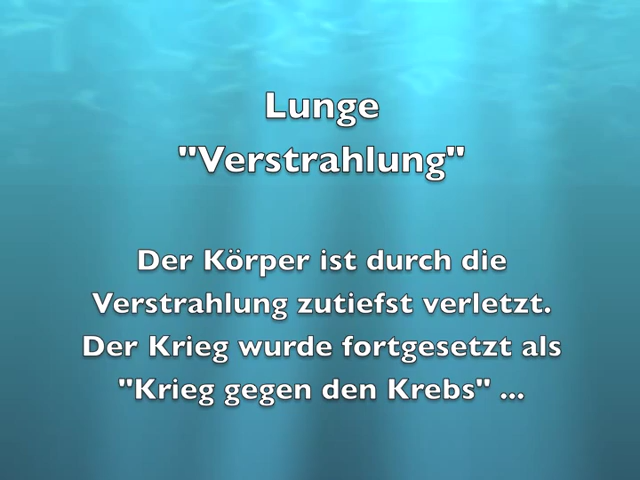 Lunge
"Verstrahlung"
Der Körper ist durch die
Verstrahlung zutiefst verletzt.
Der Krieg wurde fortgesetzt als
"Krieg gegen den Krebs" ...